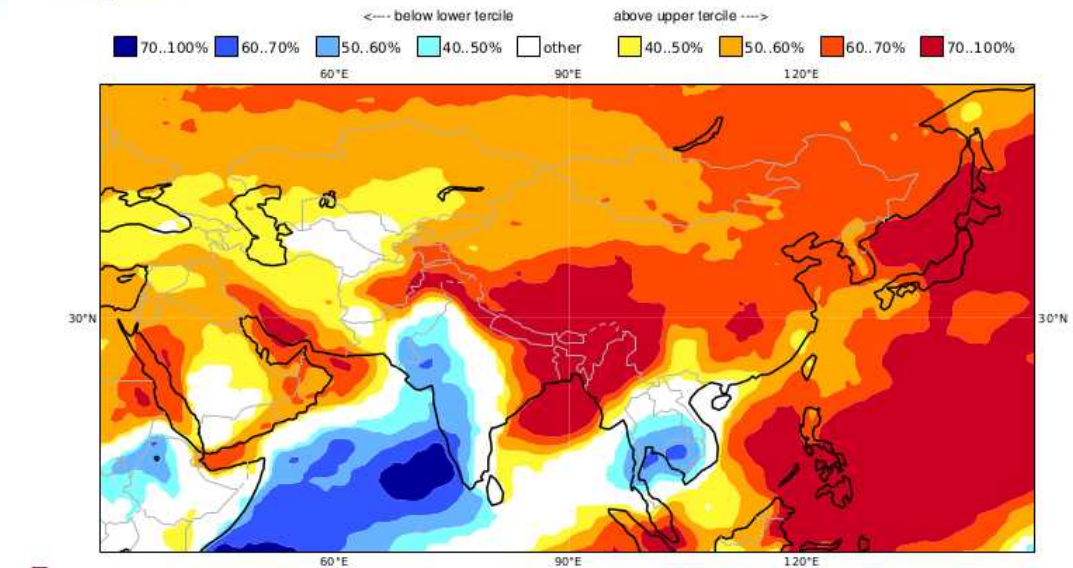 <---- below lower tercile above upper tercile ---->
70..100% 60..70% 50..60% 40..50% other 40..50% 50..60% 60..70% 70..100%
60°E 90°E 120°E
30°N 30°N
60°E 90°E 120°E